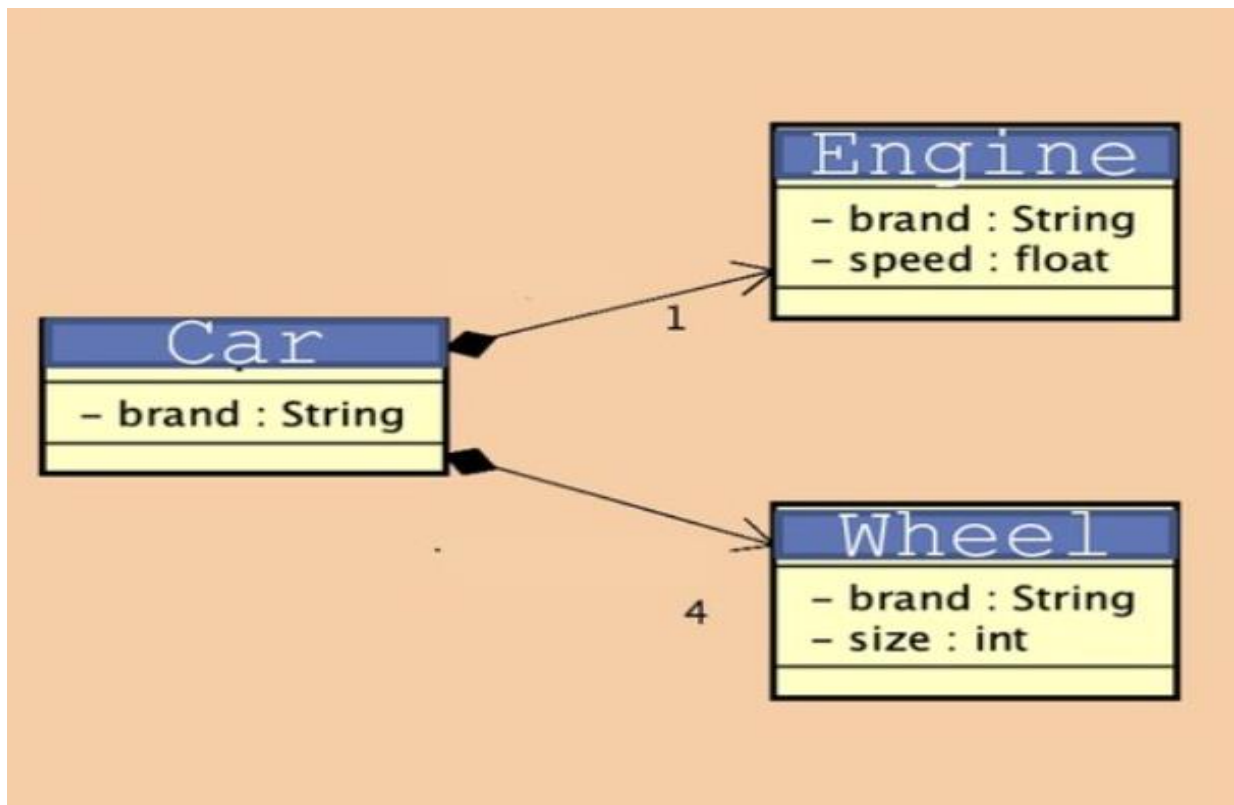 Car
- brand : String
1
Engine
- brand : String
- speed : float
4
Wheel
- brand : String
- size : int